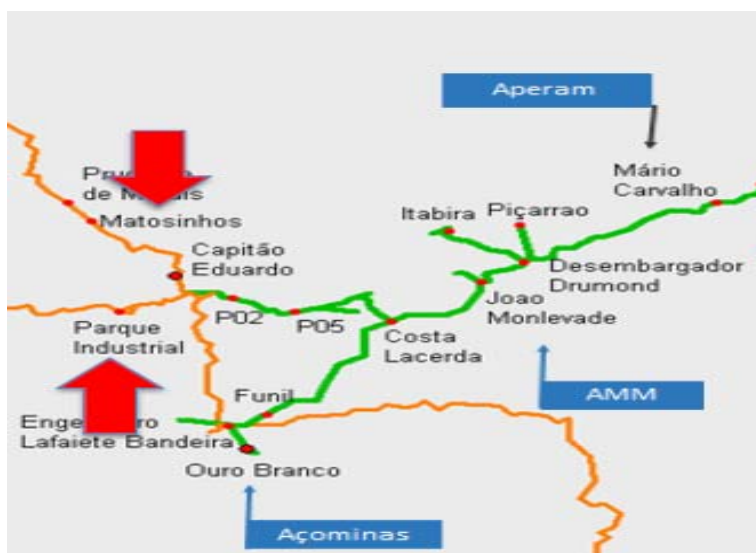 Aperam
Mário
Carvalho
de
Matosinhos
Itabira
Piçarrao
Capitão
Eduardo
Desembargador
Drumond
P02
P05
Joao
Monlevade
Parque
Industrial
Costa
Lacerda
Funil
AMM
Lafaiete Bandeira
Ouro Branco
Açominas